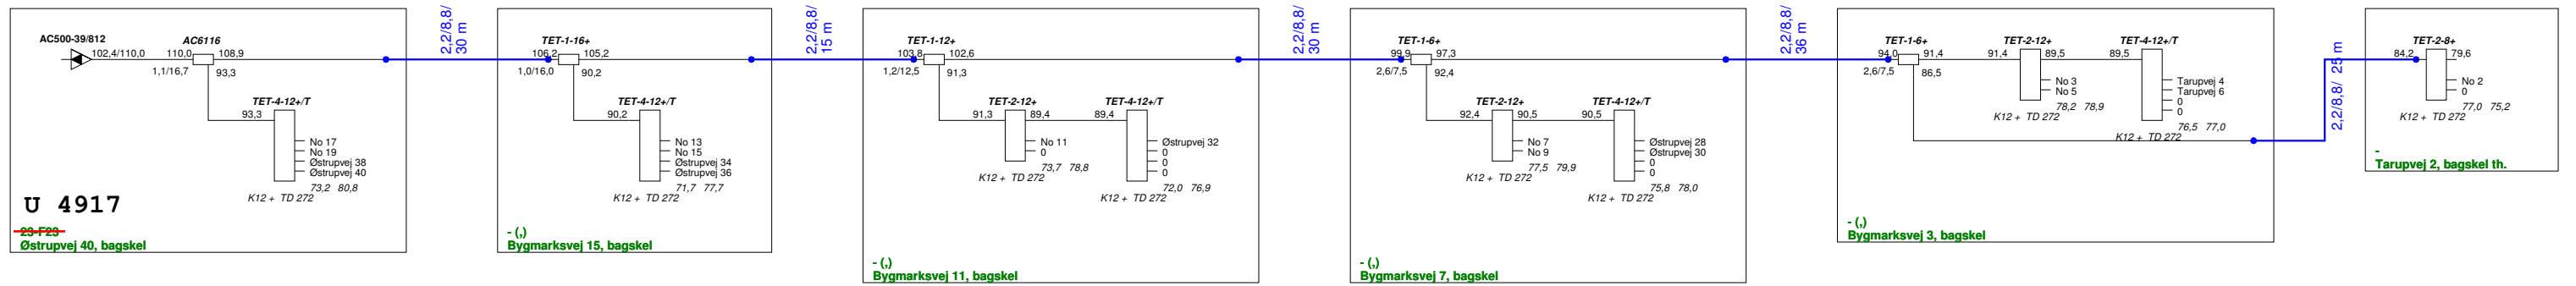 AC500-39/812
102,4/110,0
AC6116
110,0
108,9
1,1/16,7
93,3
TET-4-12+/T
93,3
No 17
No 19
Østrupvej 38
Østrupvej 40
73,2 80,8
K12 + TD 272
U 4917
23-F23
Østrupvej 40, bagskel
2,2/8,8/
30 m
TET-1-16+
106,2
105,2
1,0/16,0
90,2
TET-4-12+/T
90,2
No 13
No 15
Østrupvej 34
Østrupvej 36
71,7 77,7
K12 + TD 272
- (,)
Bygmarksvej 15, bagskel
2,2/8,8/
15 m
TET-1-12+
103,8
102,6
1,2/12,5
91,3
TET-2-12+
91,3
89,4
No 11
0
73,7 78,8
K12 + TD 272
TET-4-12+/T
89,4
Østrupvej 32
0
0
0
72,0 76,9
K12 + TD 272
- (,)
Bygmarksvej 11, bagskel
2,2/8,8/
30 m
TET-1-6+
99,9
97,3
2,6/7,5
92,4
TET-2-12+
92,4
90,5
No 7
No 9
77,5 79,9
K12 + TD 272
TET-4-12+/T
90,5
Østrupvej 28
Østrupvej 30
0
0
75,8 78,0
K12 + TD 272
- (,)
Bygmarksvej 7, bagskel
2,2/8,8/
36 m
TET-1-6+
94,0
91,4
2,6/7,5
86,5
TET-2-12+
91,4
89,5
No 3
No 5
78,2 78,9
K12 + TD 272
TET-4-12+/T
89,5
Tarupvej 4
Tarupvej 6
0
0
76,5 77,0
K12 + TD 272
- (,)
Bygmarksvej 3, bagskel
2,2/8,8/ 25 m
TET-2-8+
84,2
79,6
No 2
0
77,0 75,2
K12 + TD 272
-
Tarupvej 2, bagskel th.